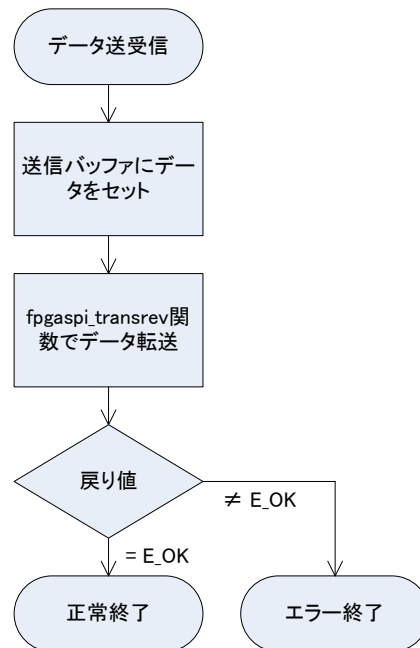 データ送受信
送信バッファにデー
タをセット
fpgaspi_transrev関
数でデータ転送
戻り値
≠ E_OK
= E_OK
正常終了
エラー終了